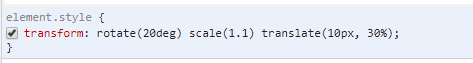 element.style {
transform: rotate(20deg) scale(1.1) translate(10px, 30%);
}